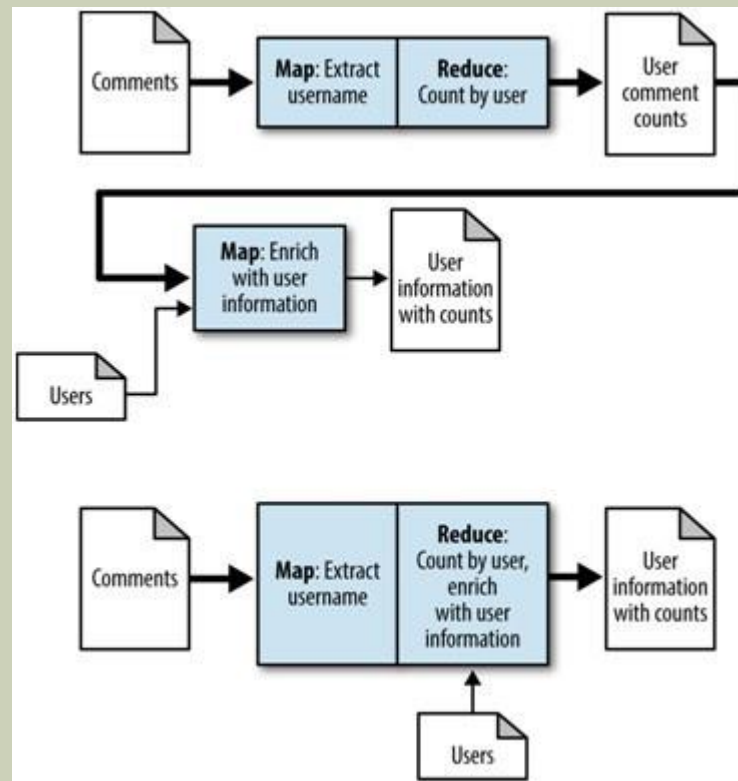 Comments
Map: Extract
username
Reduce:
Count by user
User
comment
counts
Map: Enrich
with user
information
User
information
with counts
Users
Comments
Map: Extract
username
Reduce:
Count by user,
enrich
with user
information
User
information
with counts
Users